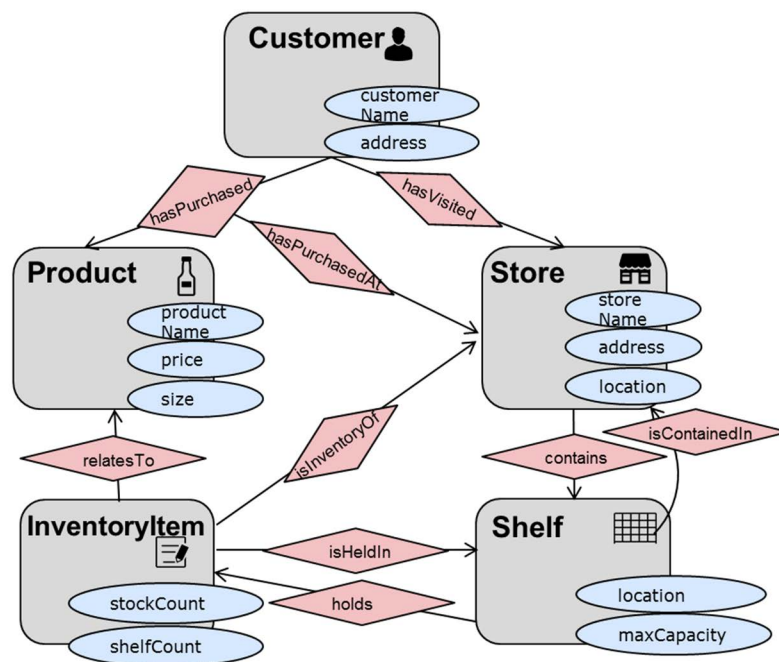 Customer
customer
Name
address
hasPurchased
hasVisited
hasPurchasedAt
Product
product
Name
price
size
Store
store
Name
address
location
relatesTo
isInventoryOf
contains
isContainedIn
InventoryItem
stockCount
shelfCount
isHeldIn
holds
Shelf
location
maxCapacity